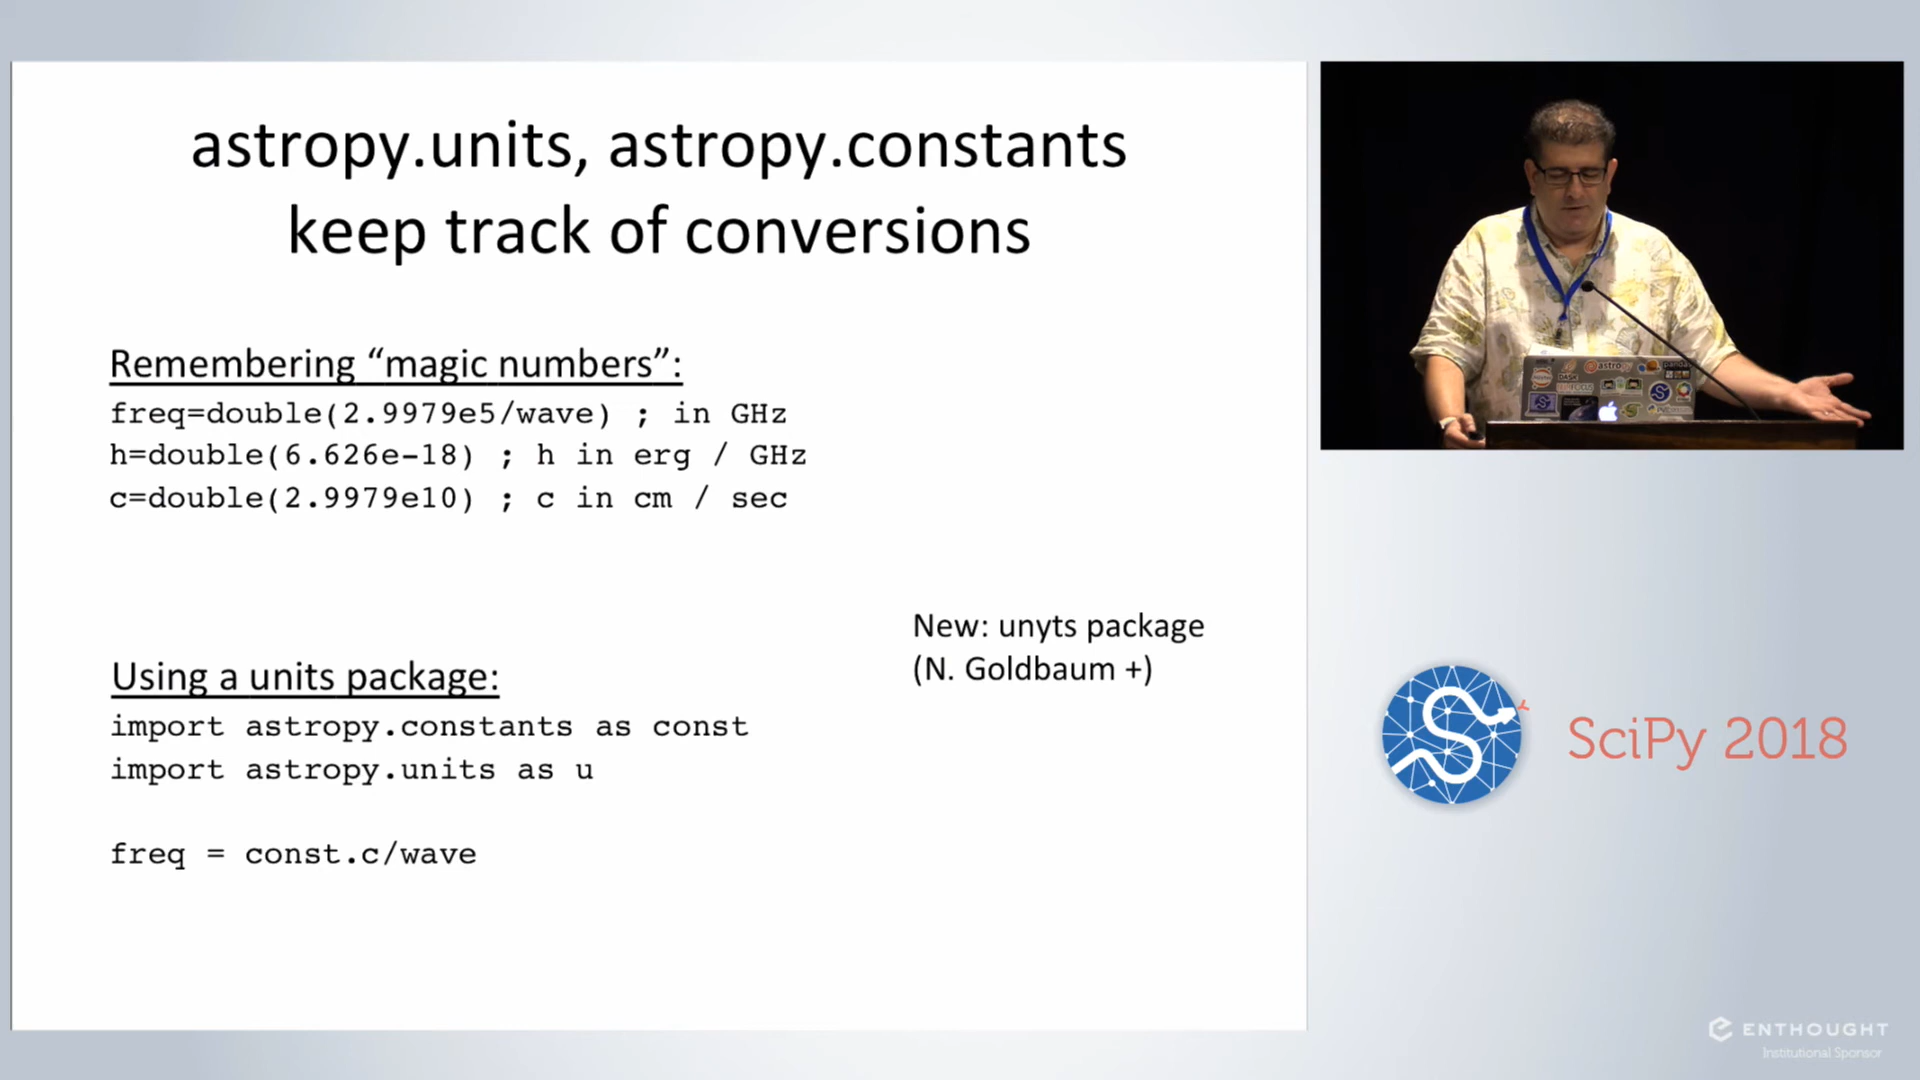 astropy.units, astropy.constants
keep track of conversions
Remembering “magic numbers”:
freq=double(2.9979e5/wave) ; in GHz
h=double(6.626e-18) ; h in erg / GHz
c=double(2.9979e10) ; c in cm / sec
New: unyts package
(N. Goldbaum +)
Using a units package:
import astropy.constants as const
import astropy.units as u
freq = const.c/wave
astropy
DASK
SciPy 2018
ENTHOUGHT
Institutional Sponsor